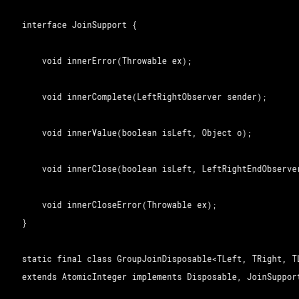 interface JoinSupport {
void innerError(Throwable ex);
void innerComplete(LeftRightObserver sender);
void innerValue(boolean isLeft, Object o);
void innerClose(boolean isLeft, LeftRightEndObserver
void innerCloseError(Throwable ex);
}
static final class GroupJoinDisposable<TLeft, TRight, TL
extends AtomicInteger implements Disposable, JoinSupport